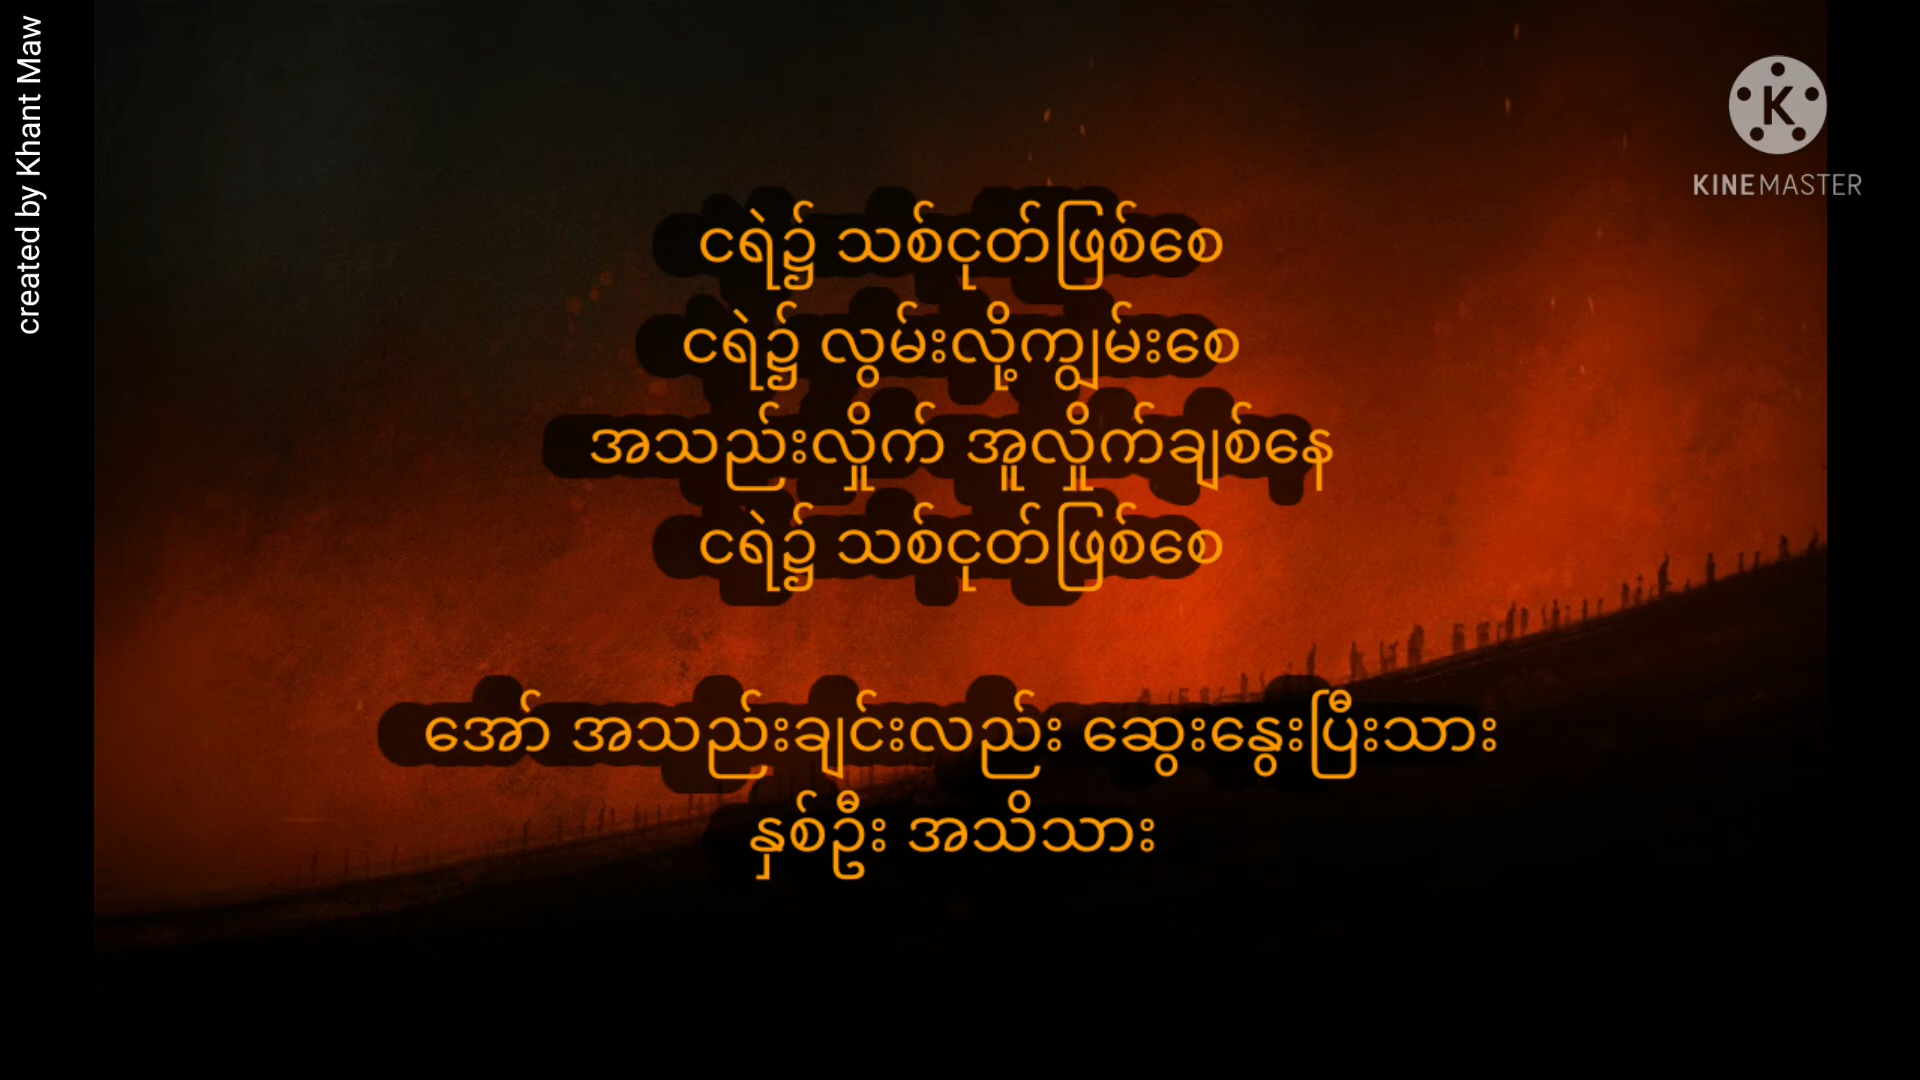 created by Khant Maw
KINEMASTER
ငရဲ၌ သစ်ငုတ်ဖြစ်စေ
ငရဲ၌ လွမ်းလို့ကျွမ်းစေ
အသည်းလှိုက် အူလှိုက်ချစ်နေ
ငရဲ၌ သစ်ငုတ်ဖြစ်စေ
အော် အသည်းချင်းလည်း ဆွေးနွေးပြီးသား
နှစ်ဦး အသိသား